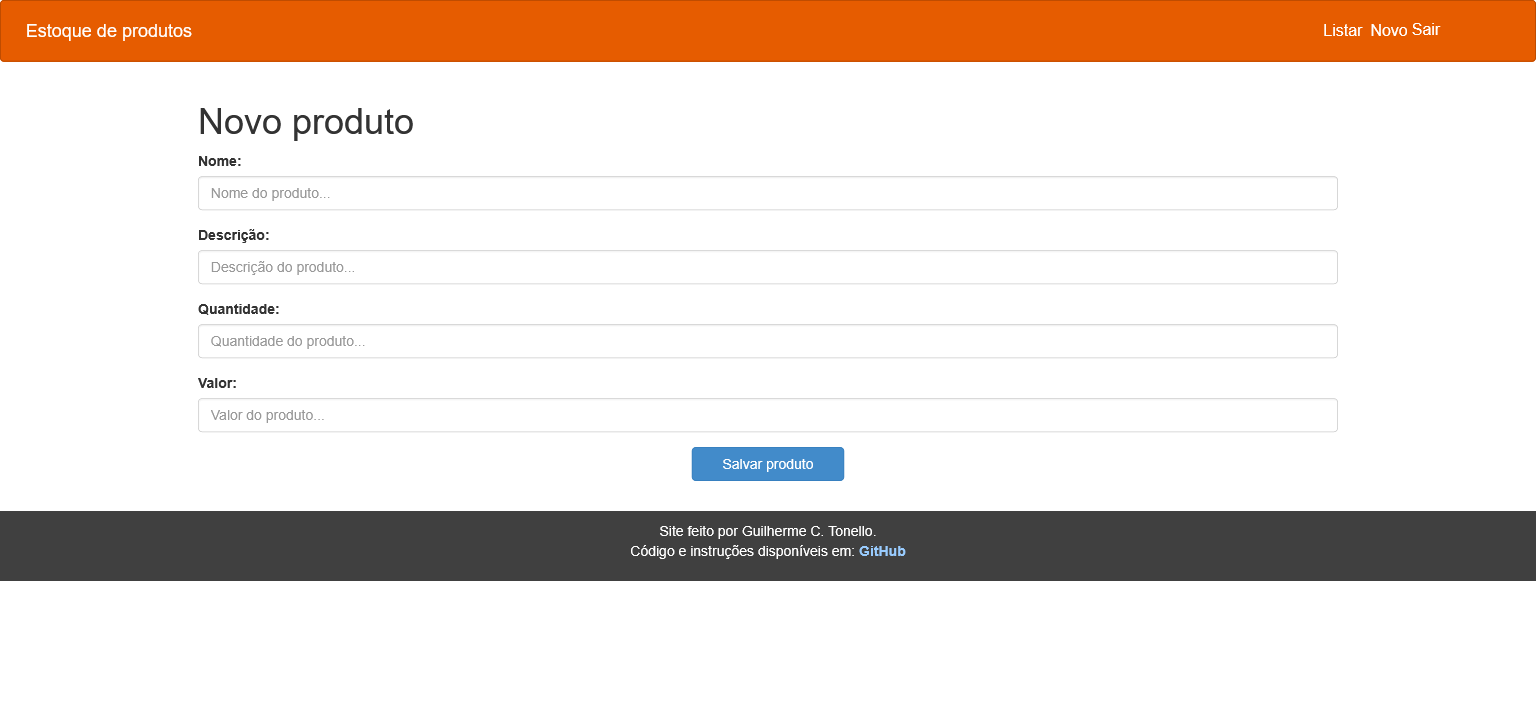 Estoque de produtos
Listar Novo Sair
Novo produto
Nome:
Nome do produto...
Descrição:
Descrição do produto...
Quantidade:
Quantidade do produto...
Valor:
Valor do produto...
Salvar produto
Site feito por Guilherme C. Tonello.
Código e instruções disponíveis em: GitHub